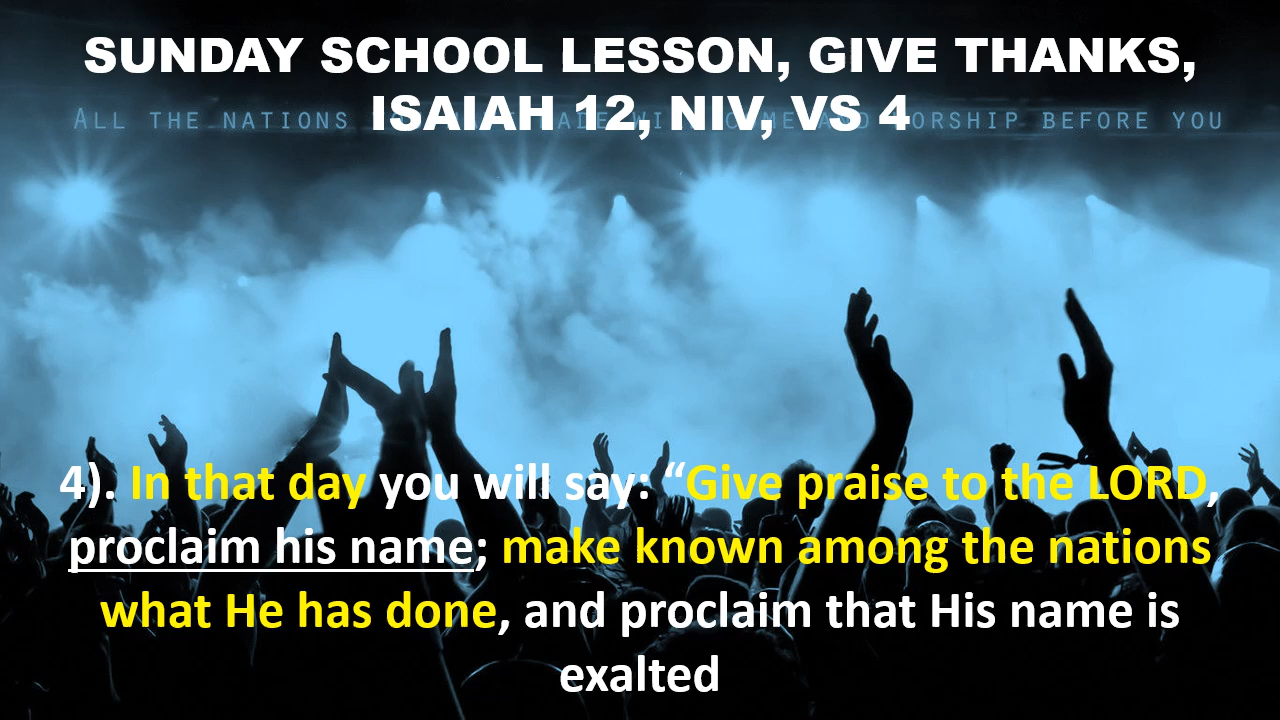 SUNDAY SCHOOL LESSON, GIVE THANKS,
ISAIAH 12, NIV, VS 4
ALL THE NATIONS WORSHIP BEFORE YOU
4). In that day you will say: “Give praise to the LORD,
proclaim his name; make known among the nations
what He has done, and proclaim that His name is
exalted